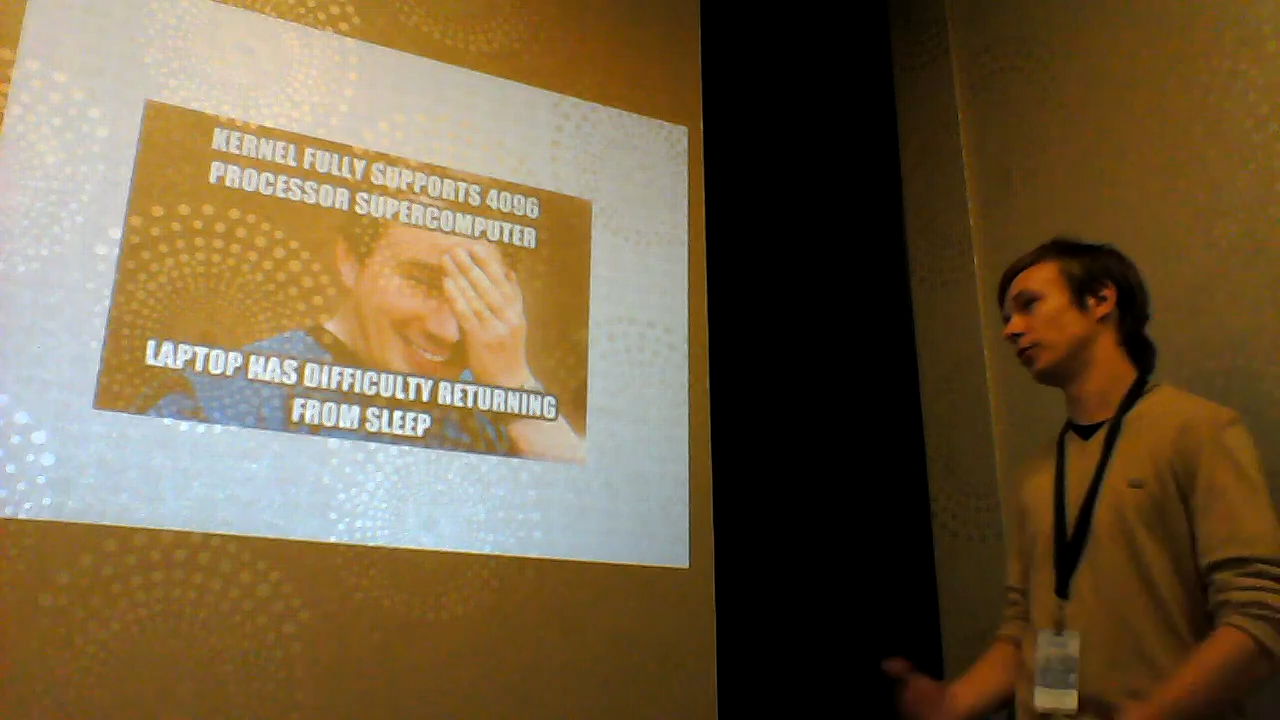 KERNEL FULLY SUPPORTS 4096
PROCESSOR SUPERCOMPUTER
LAPTOP HAS DIFFICULTY RETURNING
FROM SLEEP